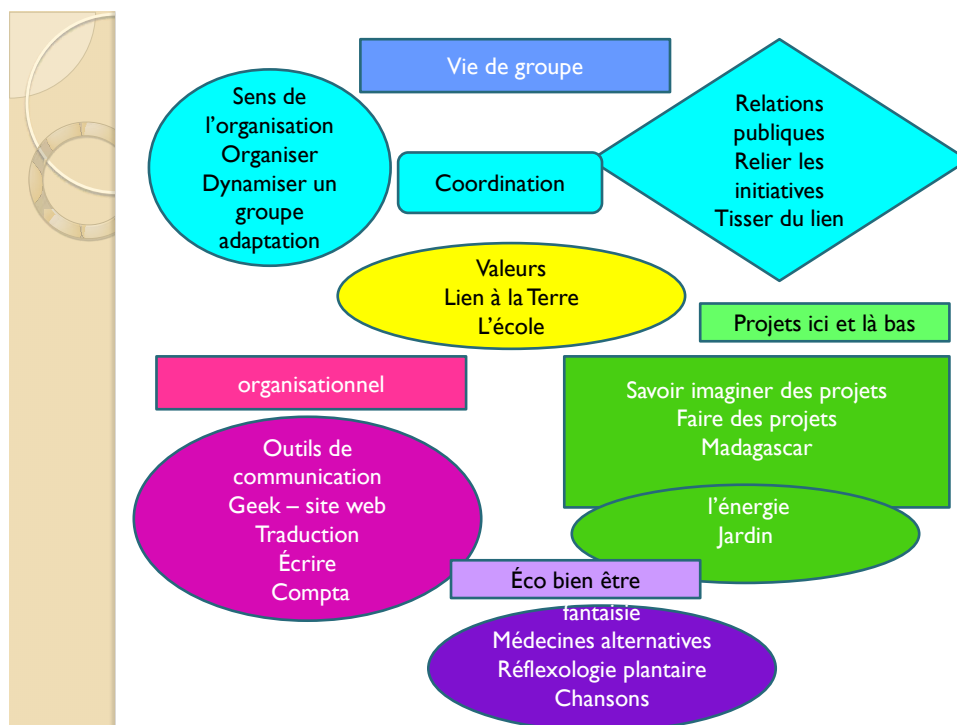 Vie de groupe
Sens de
l'organisation
Organiser
Dynamiser un
groupe
adaptation
Coordination
Relations
publiques
Relier les
initiatives
Tisser du lien
Valeurs
Lien à la Terre
L'école
Projets ici et là bas
organisationnel
Savoir imaginer des projets
Faire des projets
Madagascar
Outils de
communication
Geek – site web
Traduction
Écrire
Compta
l'énergie
Jardin
Éco bien être
fantaisie
Médecines alternatives
Réflexologie plantaire
Chansons